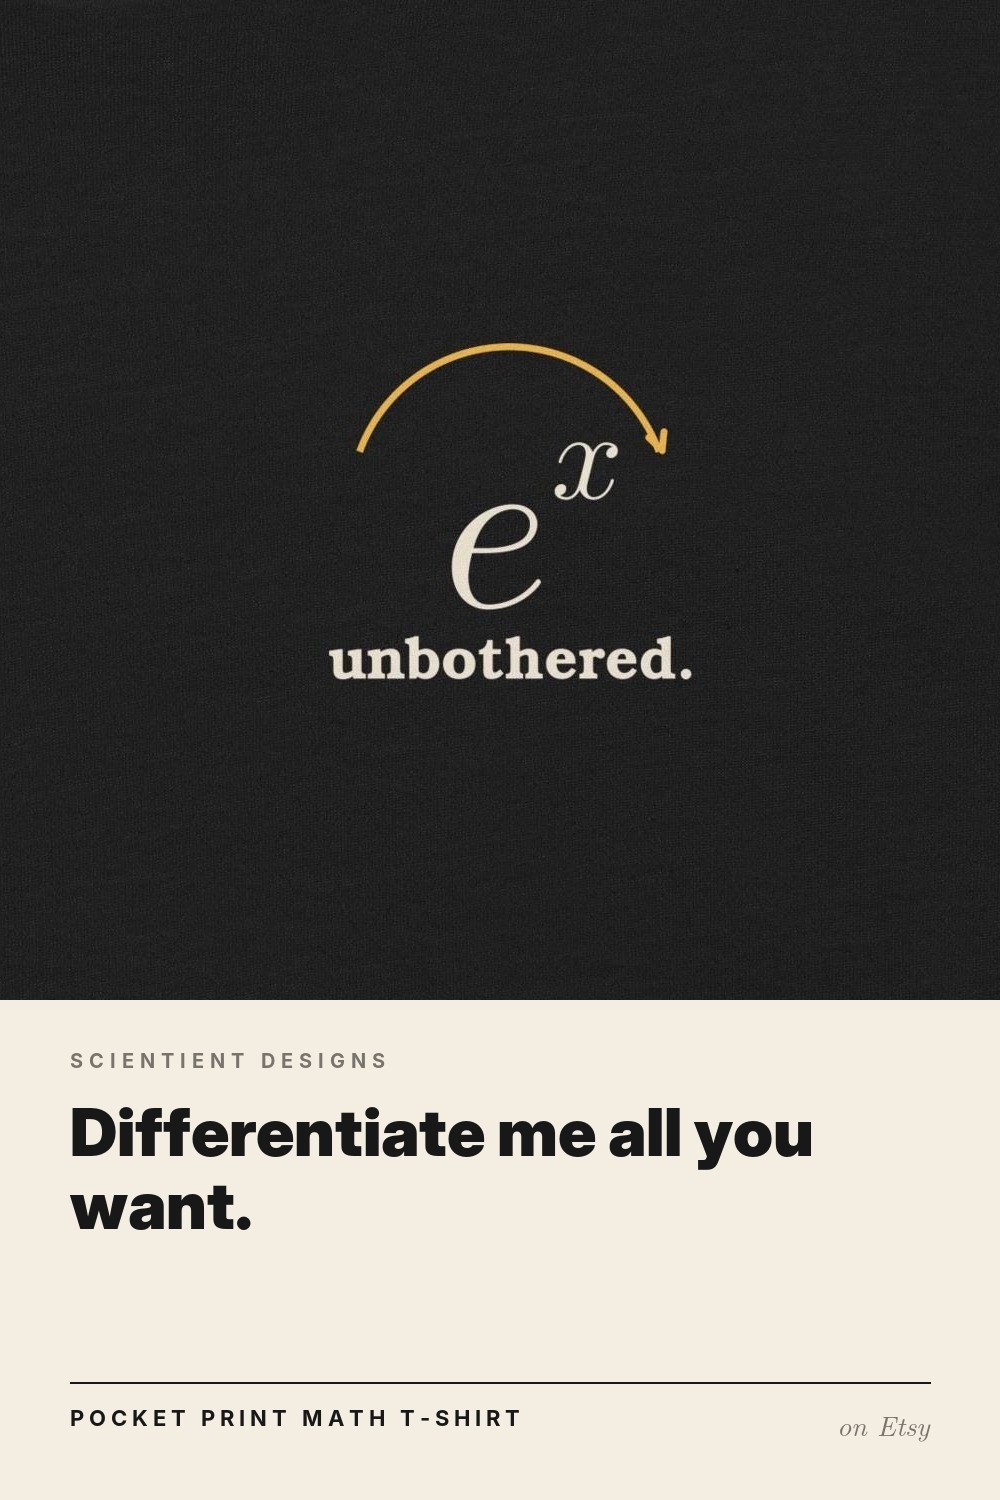 e^x
unbothered.
SCIENTIENT DESIGNS
Differentiate me all you
want.
POCKET PRINT MATH T-SHIRT
on Etsy